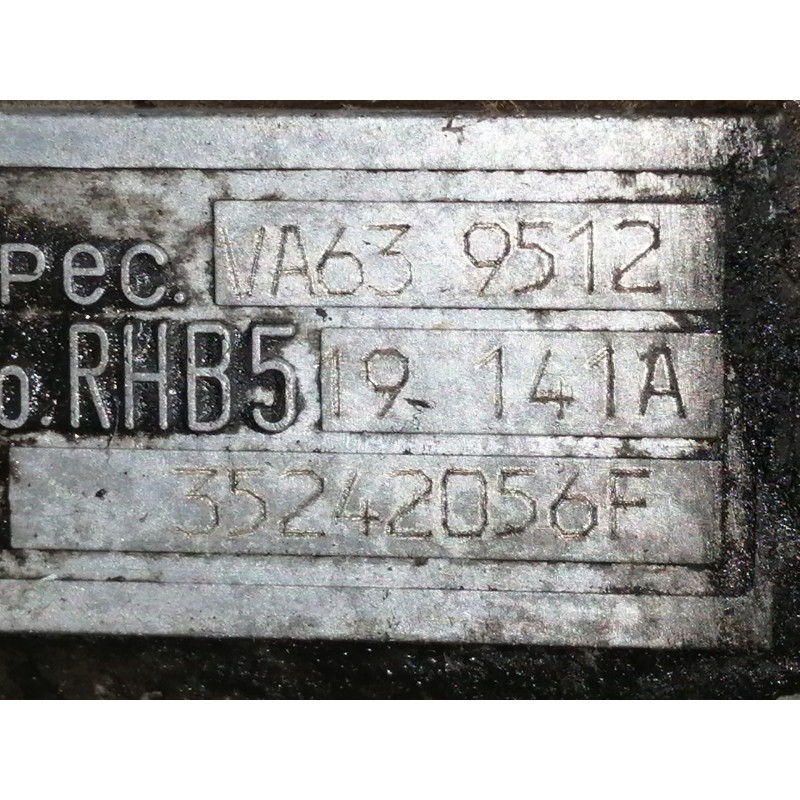 pec. VA63 9512
o. RHB5 19 141A
35242056F